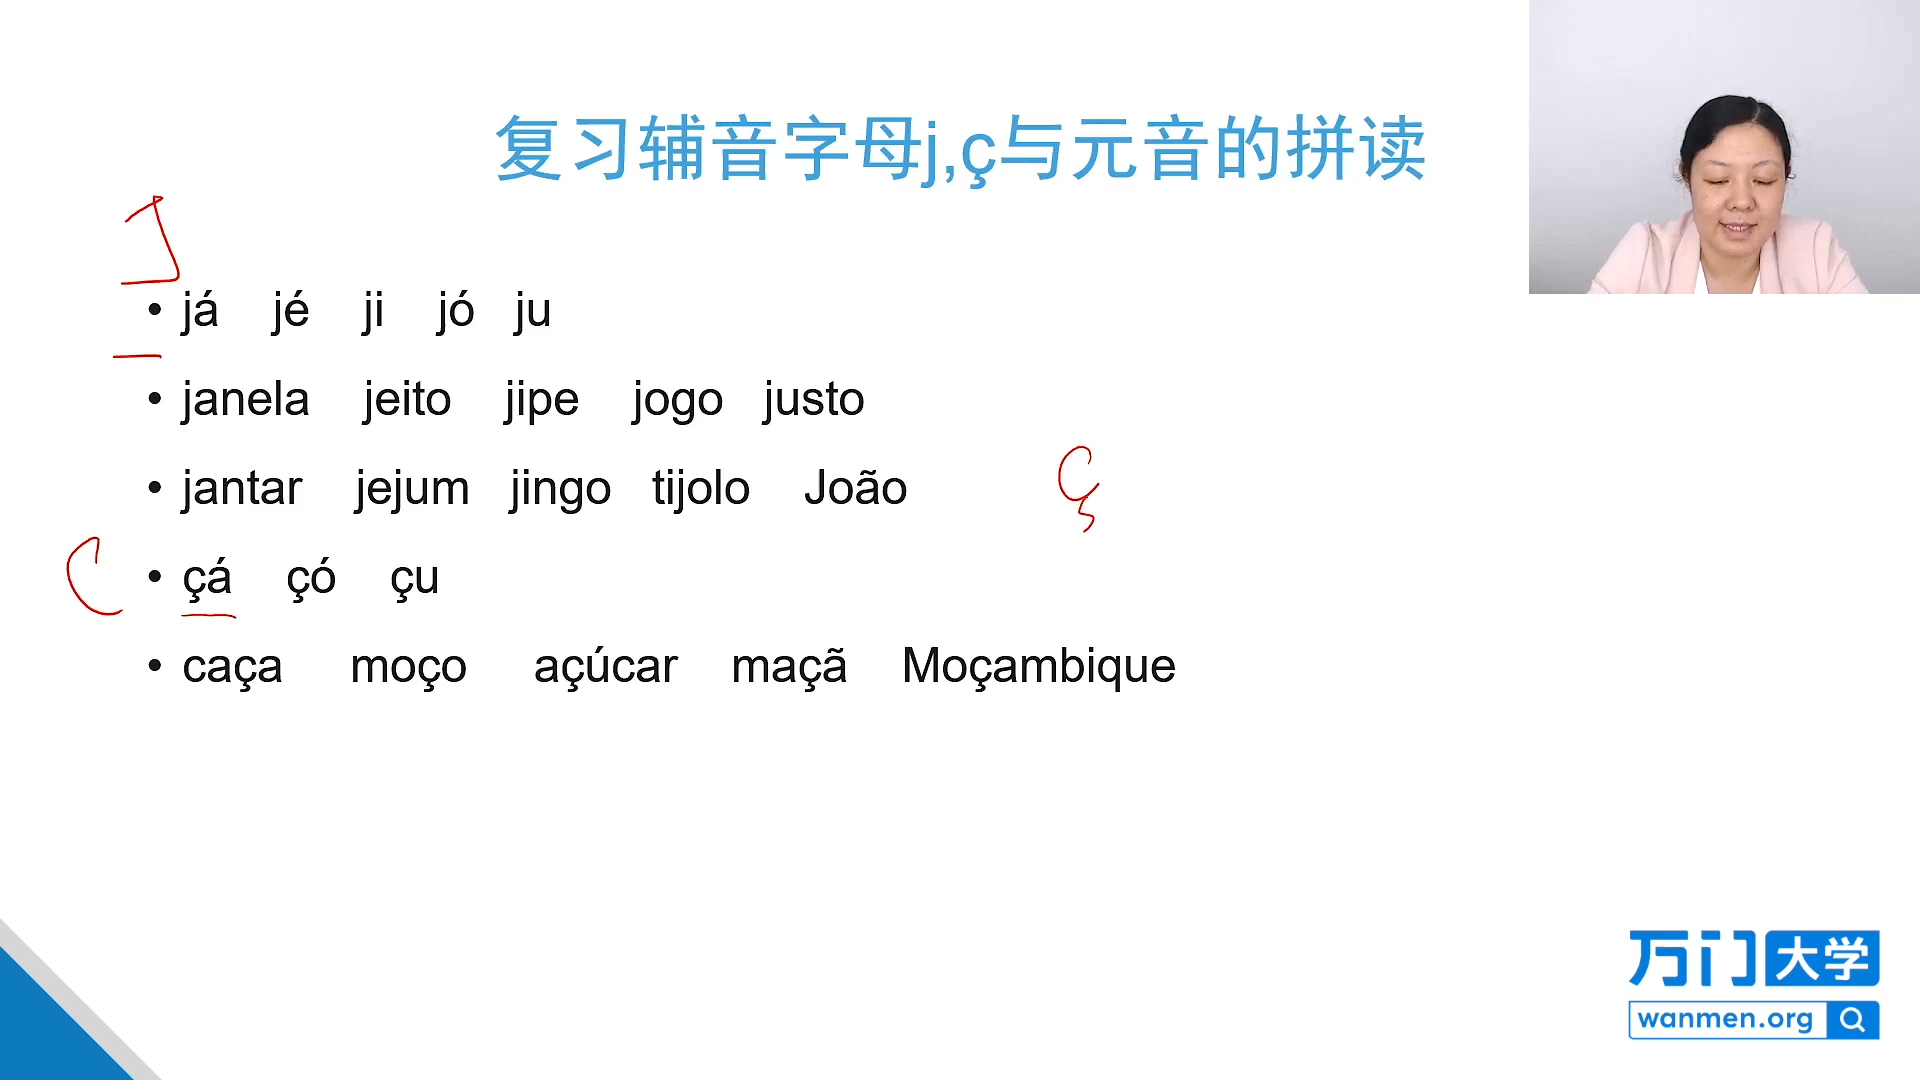 复习辅音字母j,ç与元音的拼读
J
já jé ji jó ju
janela jeito jipe jogo justo
jantar jejum jingo tijolo João
ç
C
çá çó çu
caça moço açúcar maçã Moçambique
万门大学
wanmen.org